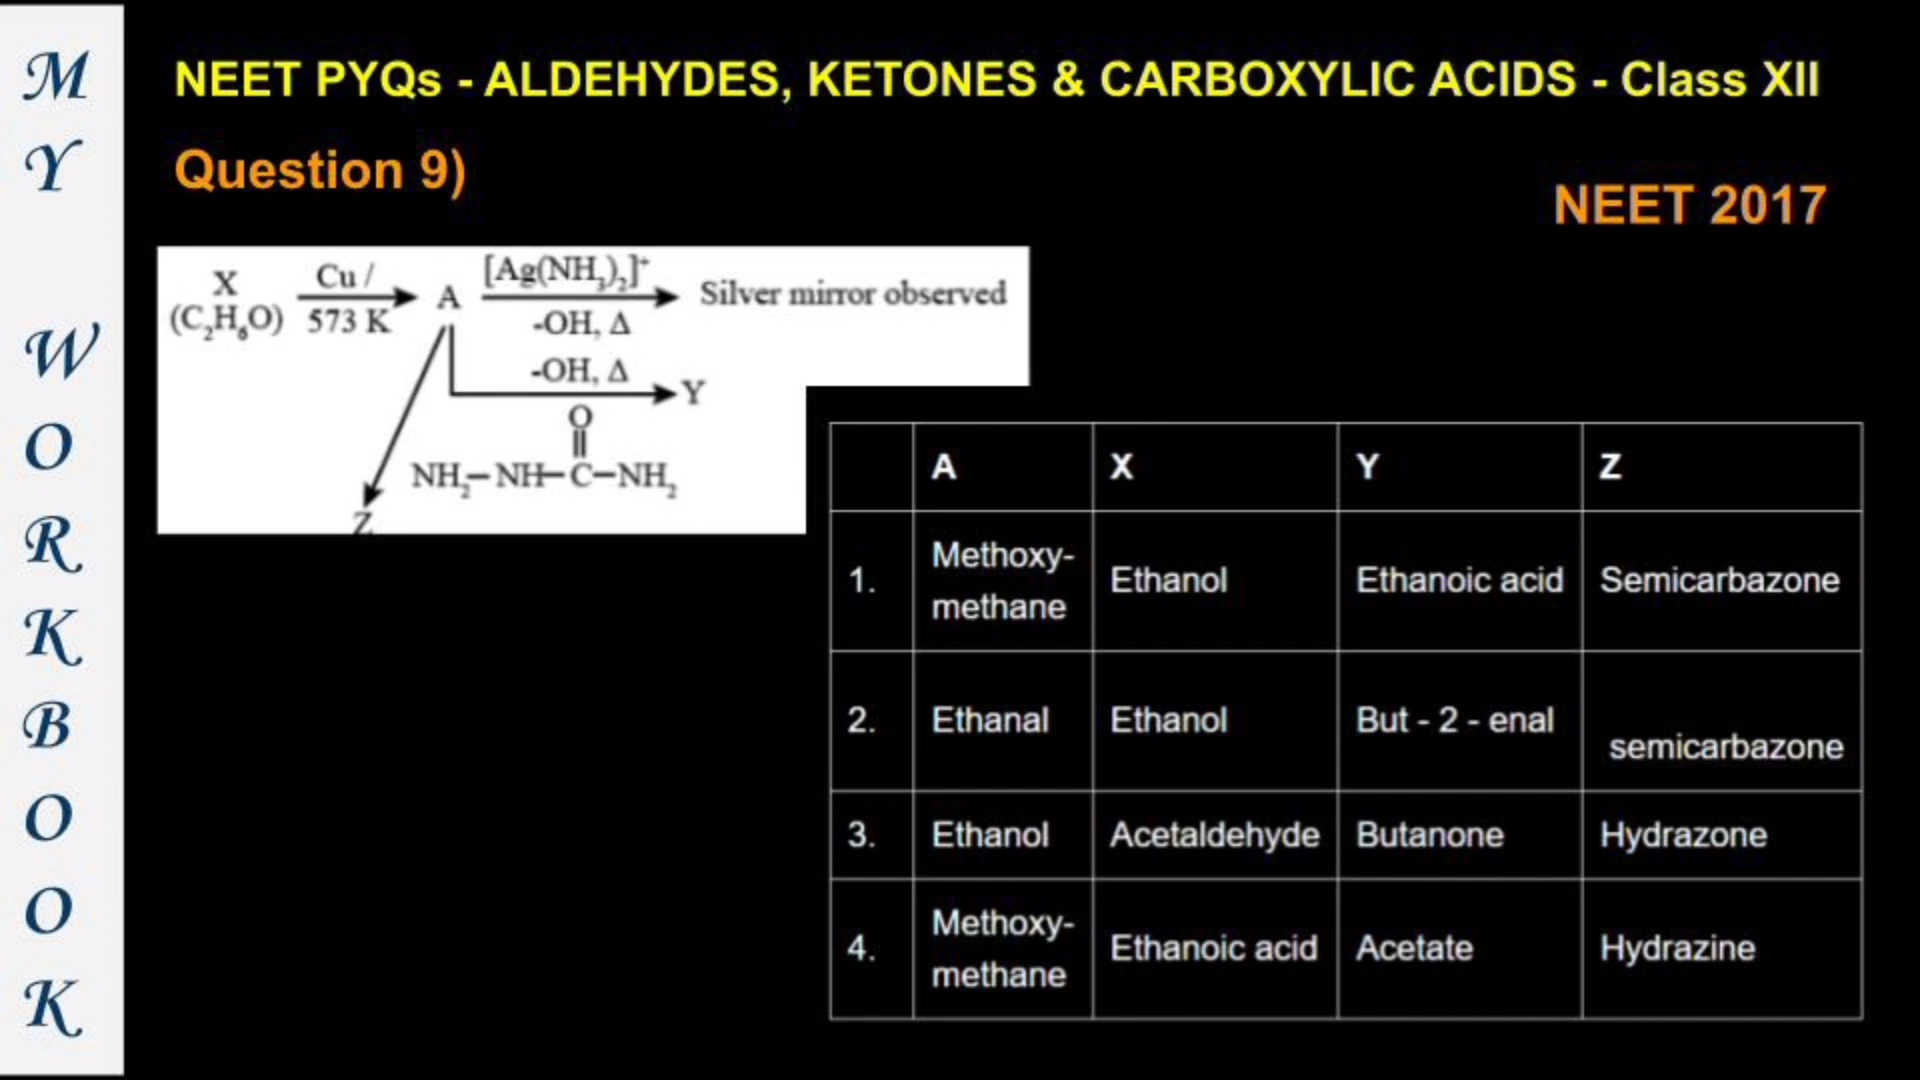 MY WORKBOOK
NEET PYQs - ALDEHYDES, KETONES & CARBOXYLIC ACIDS - Class XII
Question 9)
NEET 2017
X
(C₂H₆O)
Cu /
573 K
A
[Ag(NH₃)₂]⁺
-OH, Δ
Silver mirror observed
-OH, Δ
Y
O
NH₂–NH–C–NH₂
Z
A X Y Z
1. Methoxy-methane Ethanol Ethanoic acid Semicarbazone
2. Ethanal Ethanol But - 2 - enal semicarbazone
3. Ethanol Acetaldehyde Butanone Hydrazone
4. Methoxy-methane Ethanoic acid Acetate Hydrazine